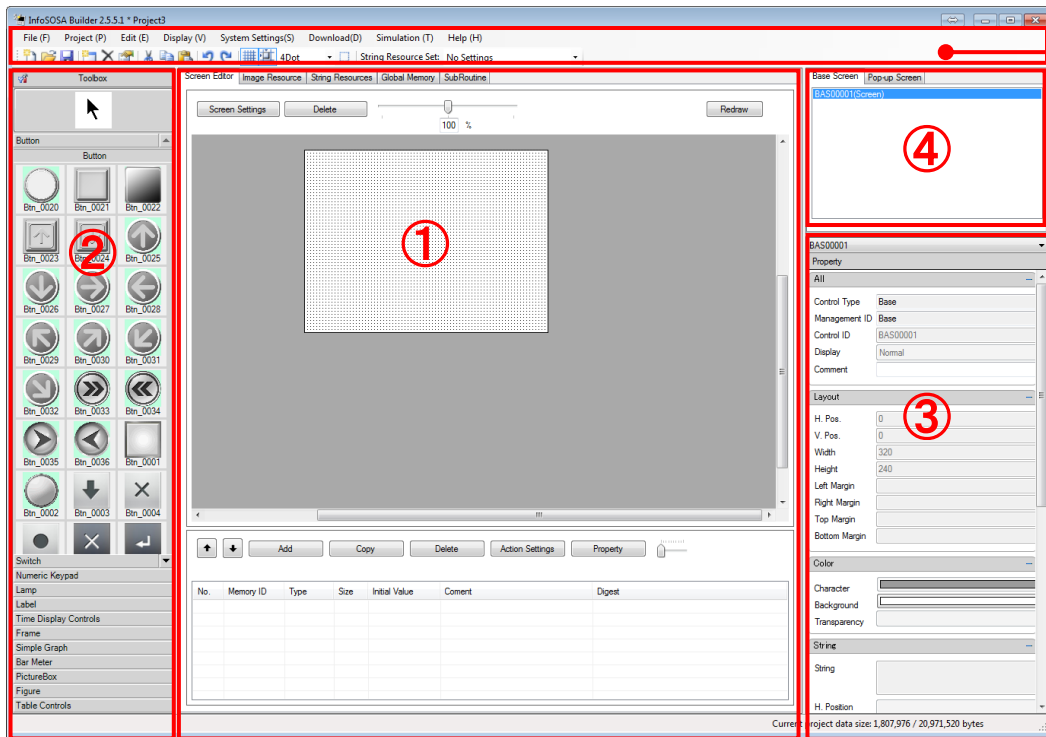 InfoSOSA Builder 2.5.5.1 * Project3
File (F) Project (P) Edit (E) Display (V) System Settings(S) Download(D) Simulation (T) Help (H)
4Dot String Resource Set: No Settings
Toolbox
Button
Button
Btn_0020 Btn_0021 Btn_0022
Btn_0023 Btn_0024 Btn_0025
Btn_0026 Btn_0027 Btn_0028
Btn_0029 Btn_0030 Btn_0031
Btn_0032 Btn_0033 Btn_0034
Btn_0035 Btn_0036 Btn_0001
Btn_0002 Btn_0003 Btn_0004
Switch
Numeric Keypad
Lamp
Label
Time Display Controls
Frame
Simple Graph
Bar Meter
PictureBox
Figure
Table Controls
②
Screen Editor Image Resource String Resources Global Memory SubRoutine
Screen Settings Delete 100 % Redraw
①
Add Copy Delete Action Settings Property
No. Memory ID Type Size Initial Value Coment Digest
Base Screen Pop-up Screen
BAS00001(Screen)
④
BAS00001
Property
All
Control Type Base
Management ID Base
Control ID BAS00001
Display Normal
Comment
Layout
H. Pos. 0
V. Pos. 0
Width 320
Height 240
Left Margin
Right Margin
Top Margin
Bottom Margin
③
Color
Character
Background
Transparency
String
String
H. Position
Current project data size: 1,807,976 / 20,971,520 bytes